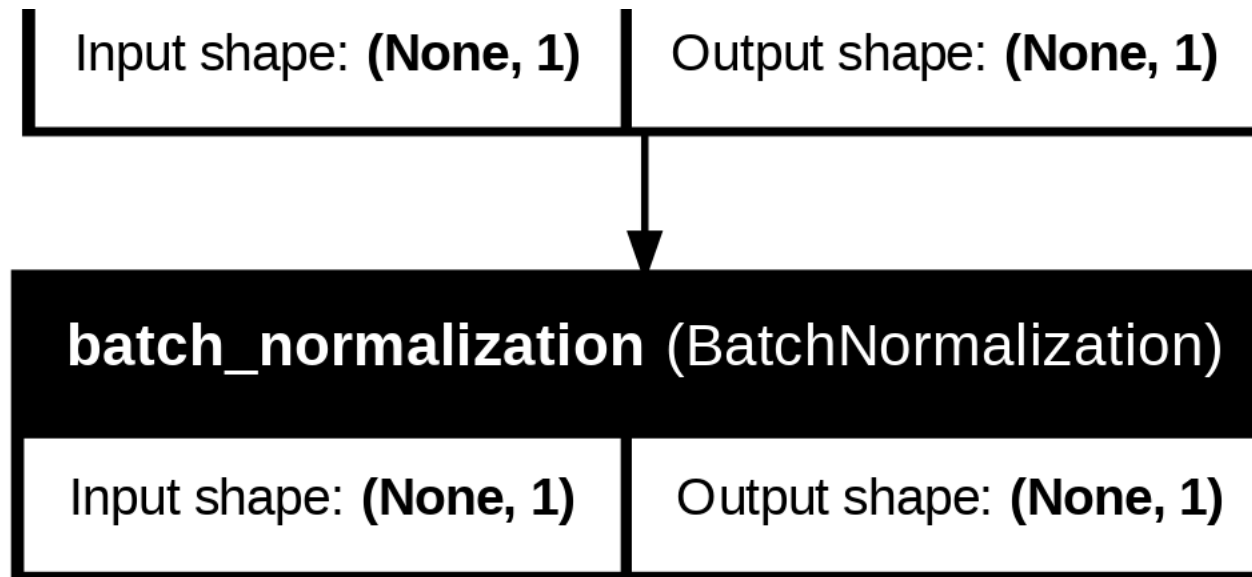 Input shape: (None, 1) Output shape: (None, 1)
batch_normalization (BatchNormalization)
Input shape: (None, 1) Output shape: (None, 1)